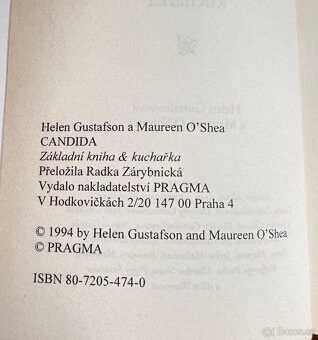 Kuchařka
Helen Gustafson a Maureen O'Shea
CANDIDA
Základní kniha & kuchařka
Přeložila Radka Zárybnická
Vydalo nakladatelství PRAGMA
V Hodkovičkách 2/20 147 00 Praha 4
© 1994 by Helen Gustafson and Maureen O'Shea
© PRAGMA
ISBN 80-7205-474-0